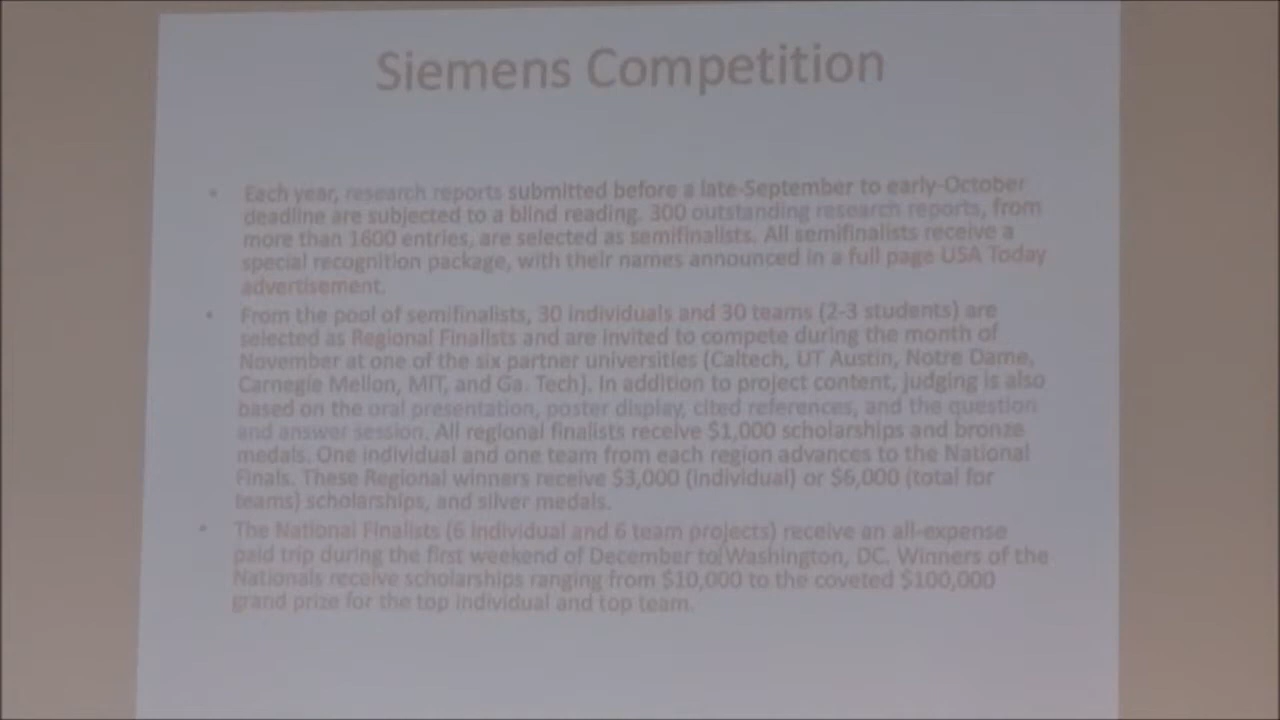 Siemens Competition
• Each year, research reports submitted before a late-September to early-October
deadline are subjected to a blind reading. 300 outstanding research reports, from
more than 1600 entries, are selected as semifinalists. All semifinalists receive a
special recognition package, with their names announced in a full page USA Today
advertisement.
• From the pool of semifinalists, 30 individuals and 30 teams (2-3 students) are
selected as Regional Finalists and are invited to compete during the month of
November at one of the six partner universities (Caltech, UT Austin, Notre Dame,
Carnegie Mellon, MIT, and Ga. Tech). In addition to project content, judging is also
based on the oral presentation, poster display, cited references, and the question
and answer session. All regional finalists receive $1,000 scholarships and bronze
medals. One individual and one team from each region advances to the National
Finals. These Regional winners receive $3,000 (individual) or $6,000 (total for
teams) scholarships, and silver medals.
• The National Finalists (6 individual and 6 team projects) receive an all-expense
paid trip during the first weekend of December to Washington, DC. Winners of the
Nationals receive scholarships ranging from $10,000 to the coveted $100,000
grand prize for the top individual and top team.